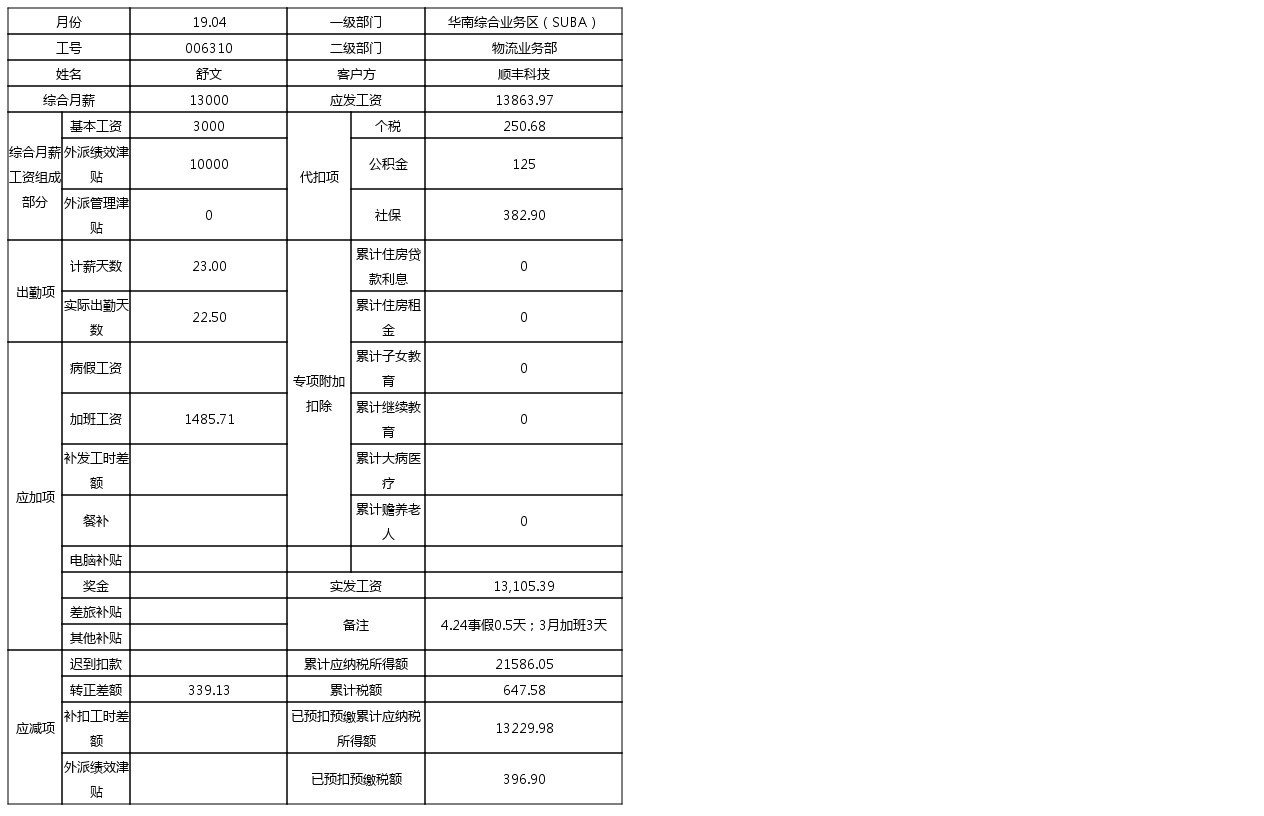 月份 19.04 一级部门 华南综合业务区（SUBA）
工号 006310 二级部门 物流业务部
姓名 舒文 客户方 顺丰科技
综合月薪 13000 应发工资 13863.97
综合月薪
工资组成
部分
基本工资 3000
代扣项
个税 250.68
外派绩效津
贴
10000
公积金 125
外派管理津
贴
0
社保 382.90
出勤项
计薪天数 23.00
专项附加
扣除
累计住房贷
款利息
0
实际出勤天
数
22.50
累计住房租
金
0
应加项
病假工资
累计子女教
育
0
加班工资 1485.71
累计继续教
育
0
补发工时差
额
累计大病医
疗
餐补
累计赡养老
人
0
电脑补贴
奖金 实发工资 13,105.39
差旅补贴
备注 4.24事假0.5天；3月加班3天
其他补贴
应减项
迟到扣款 累计应纳税所得额 21586.05
转正差额 339.13 累计税额 647.58
补扣工时差
额
已预扣预缴累计应纳税
所得额
13229.98
外派绩效津
贴
已预扣预缴税额 396.90